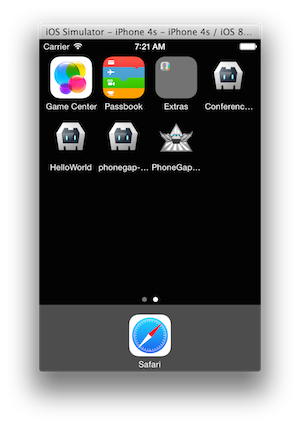 iOS Simulator - iPhone 4s - iPhone 4s / iOS 8...
Carrier 7:21 AM
Game Center Passbook Extras Conferenc...
HelloWorld phonegap-... PhoneGap...
Safari